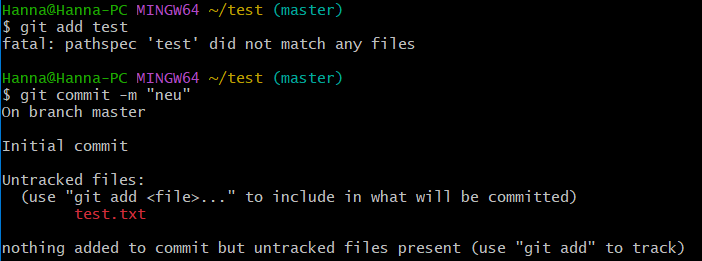 Hanna@Hanna-PC MINGW64 ~/test (master)
$ git add test
fatal: pathspec 'test' did not match any files
Hanna@Hanna-PC MINGW64 ~/test (master)
$ git commit -m "neu"
On branch master
Initial commit
Untracked files:
  (use "git add <file>..." to include in what will be committed)
        test.txt
nothing added to commit but untracked files present (use "git add" to track)